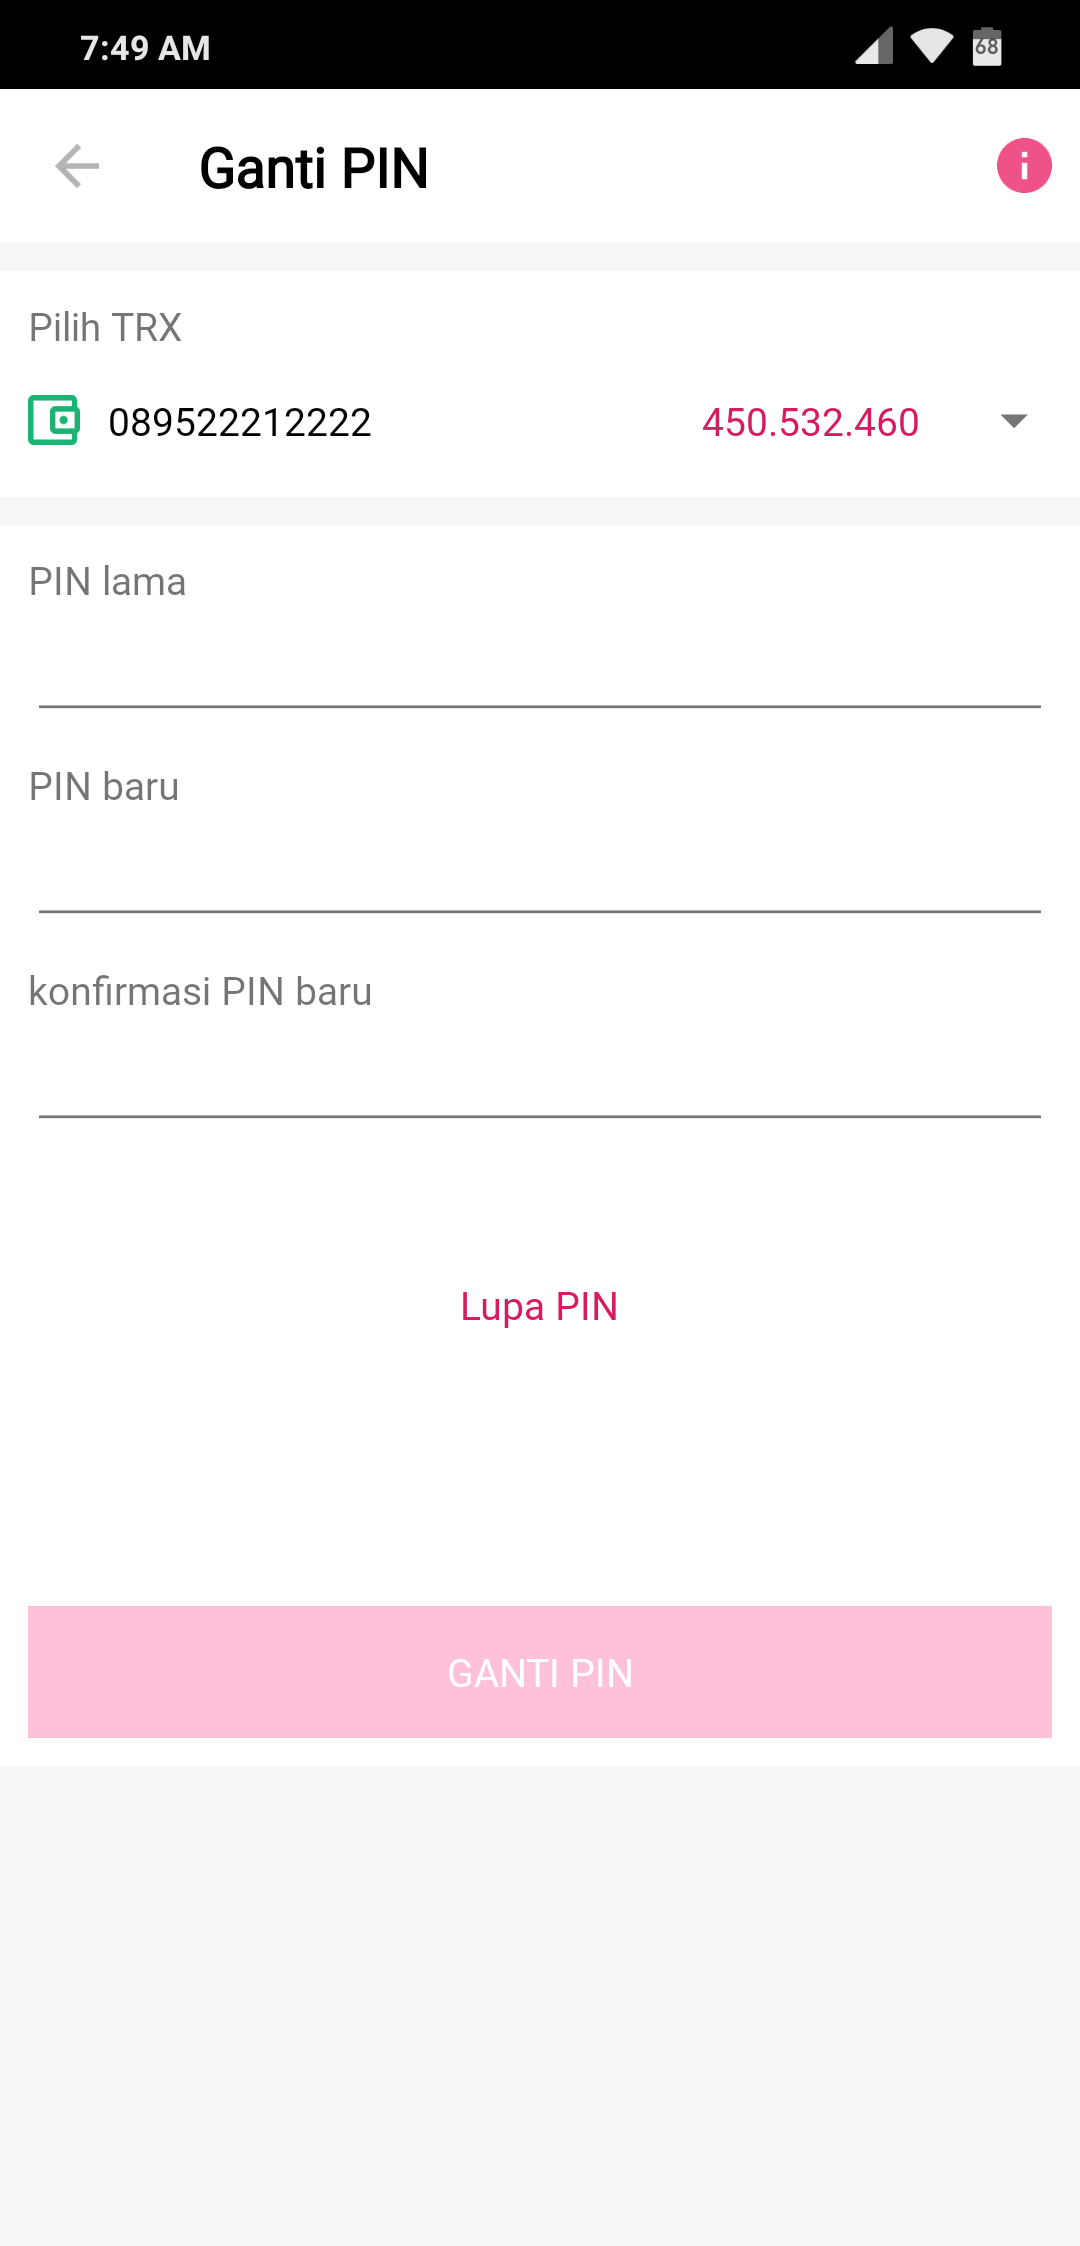 7:49 AM
68
Ganti PIN
Pilih TRX
089522212222 450.532.460
PIN lama
PIN baru
konfirmasi PIN baru
Lupa PIN
GANTI PIN